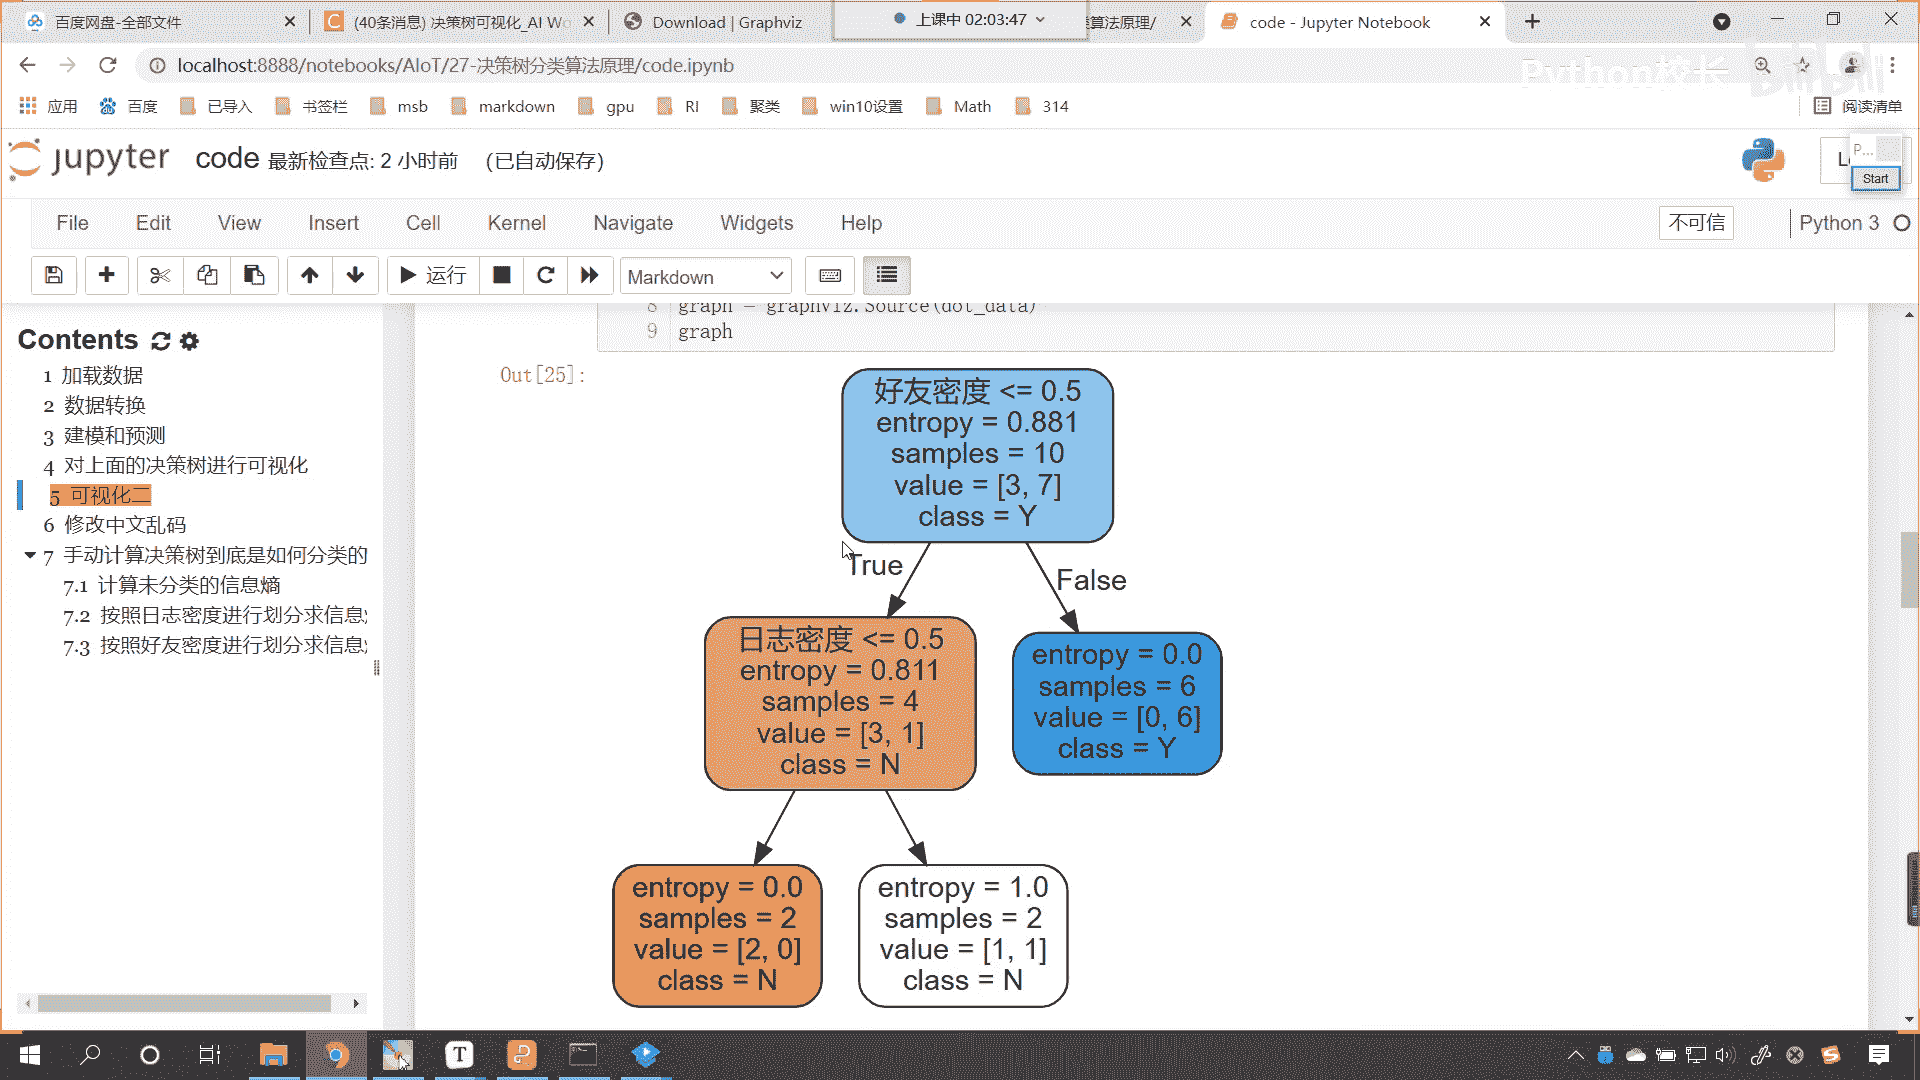 百度网盘-全部文件
(40条消息) 决策树可视化_AI Wo
Download | Graphviz
上课中 02:03:47
算法原理/
code - Jupyter Notebook
localhost:8888/notebooks/AIoT/27-决策树分类算法原理/code.ipynb
Python校长
bilibili
应用
百度
已导入
书签栏
msb
markdown
gpu
RI
聚类
win10设置
Math
314
阅读清单
jupyter
code 最新检查点: 2 小时前 (已自动保存)
P...
Start
File
Edit
View
Insert
Cell
Kernel
Navigate
Widgets
Help
不可信
Python 3
运行
Markdown
8 graph = graphviz.Source(dot_data)
9 graph
Contents
1 加载数据
2 数据转换
3 建模和预测
4 对上面的决策树进行可视化
5 可视化二
6 修改中文乱码
7 手动计算决策树到底是如何分类的
7.1 计算未分类的信息熵
7.2 按照日志密度进行划分求信息
7.3 按照好友密度进行划分求信息
Out[25]:
好友密度 <= 0.5
entropy = 0.881
samples = 10
value = [3, 7]
class = Y
True
False
日志密度 <= 0.5
entropy = 0.811
samples = 4
value = [3, 1]
class = N
entropy = 0.0
samples = 6
value = [0, 6]
class = Y
entropy = 0.0
samples = 2
value = [2, 0]
class = N
entropy = 1.0
samples = 2
value = [1, 1]
class = N